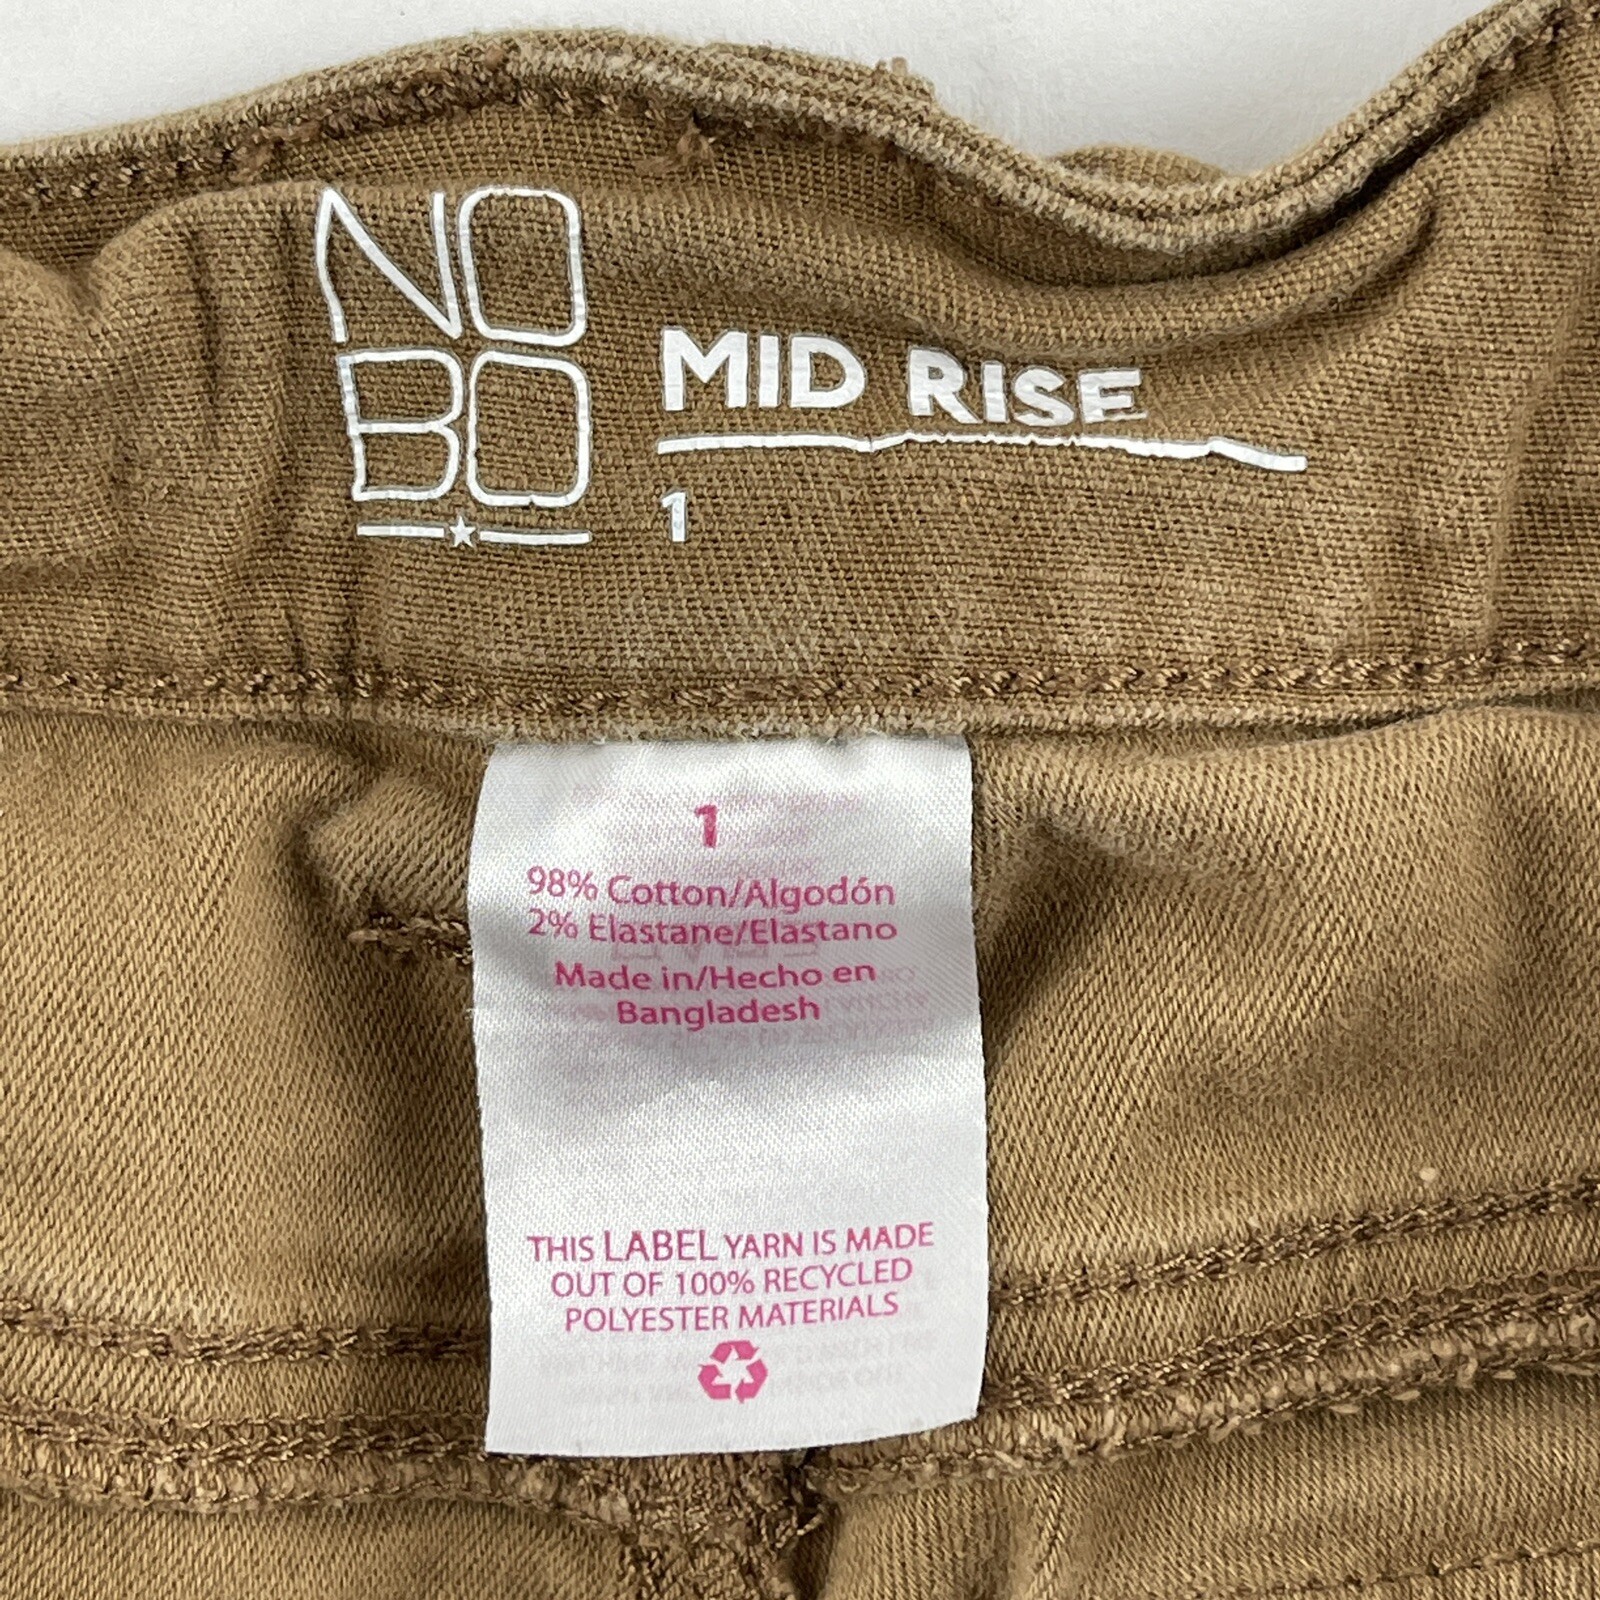 NO
BO
MID RISE
1
1
98% Cotton/Algodón
2% Elastane/Elastano
Made in/Hecho en
Bangladesh
THIS LABEL YARN IS MADE
OUT OF 100% RECYCLED
POLYESTER MATERIALS